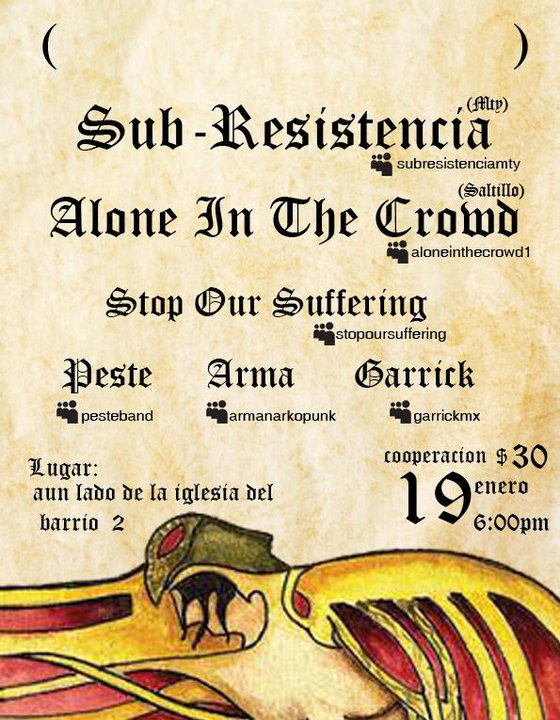 (                    )
(Mty)
Sub-Resistencia
subresistenciamty
(Saltillo)
Alone In The Crowd
aloneinthecrowd1
Stop Our Suffering
stopoursuffering
Peste Arma Garrick
pesteband armanarkopunk garrickmx
Lugar:
aun lado de la iglesia del
barrio 2
cooperacion $30
19 enero
6:00pm